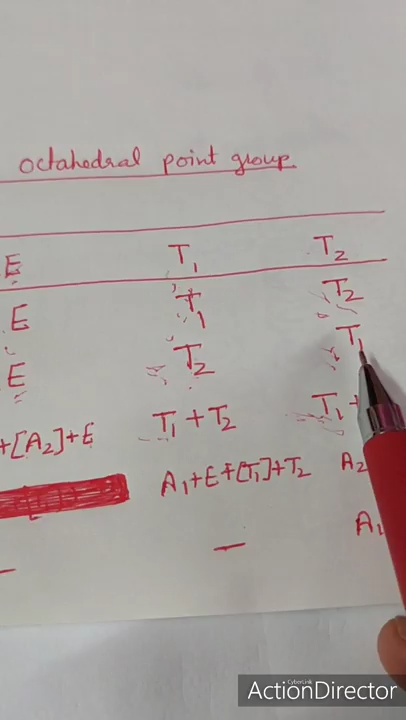 octahedral point group
E T₁ T₂
E T₁ T₂
E T₂ T₁
+[A₂]+E T₁+T₂ T₁+
A₁+E+[T₁]+T₂ A₂
– – A₁
CyberLink
ActionDirector